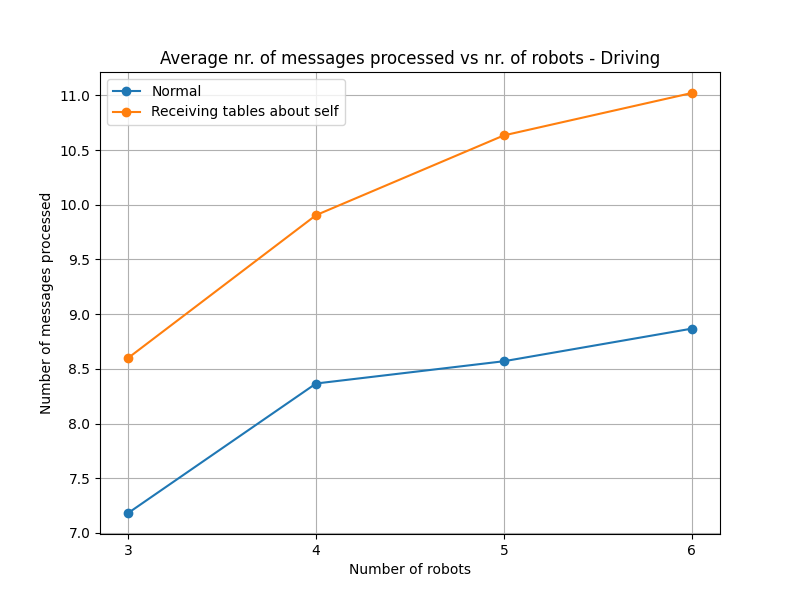 Average nr. of messages processed vs nr. of robots - Driving
Normal
Receiving tables about self
11.0
10.5
10.0
9.5
9.0
8.5
8.0
7.5
7.0
Number of messages processed
3 4 5 6
Number of robots